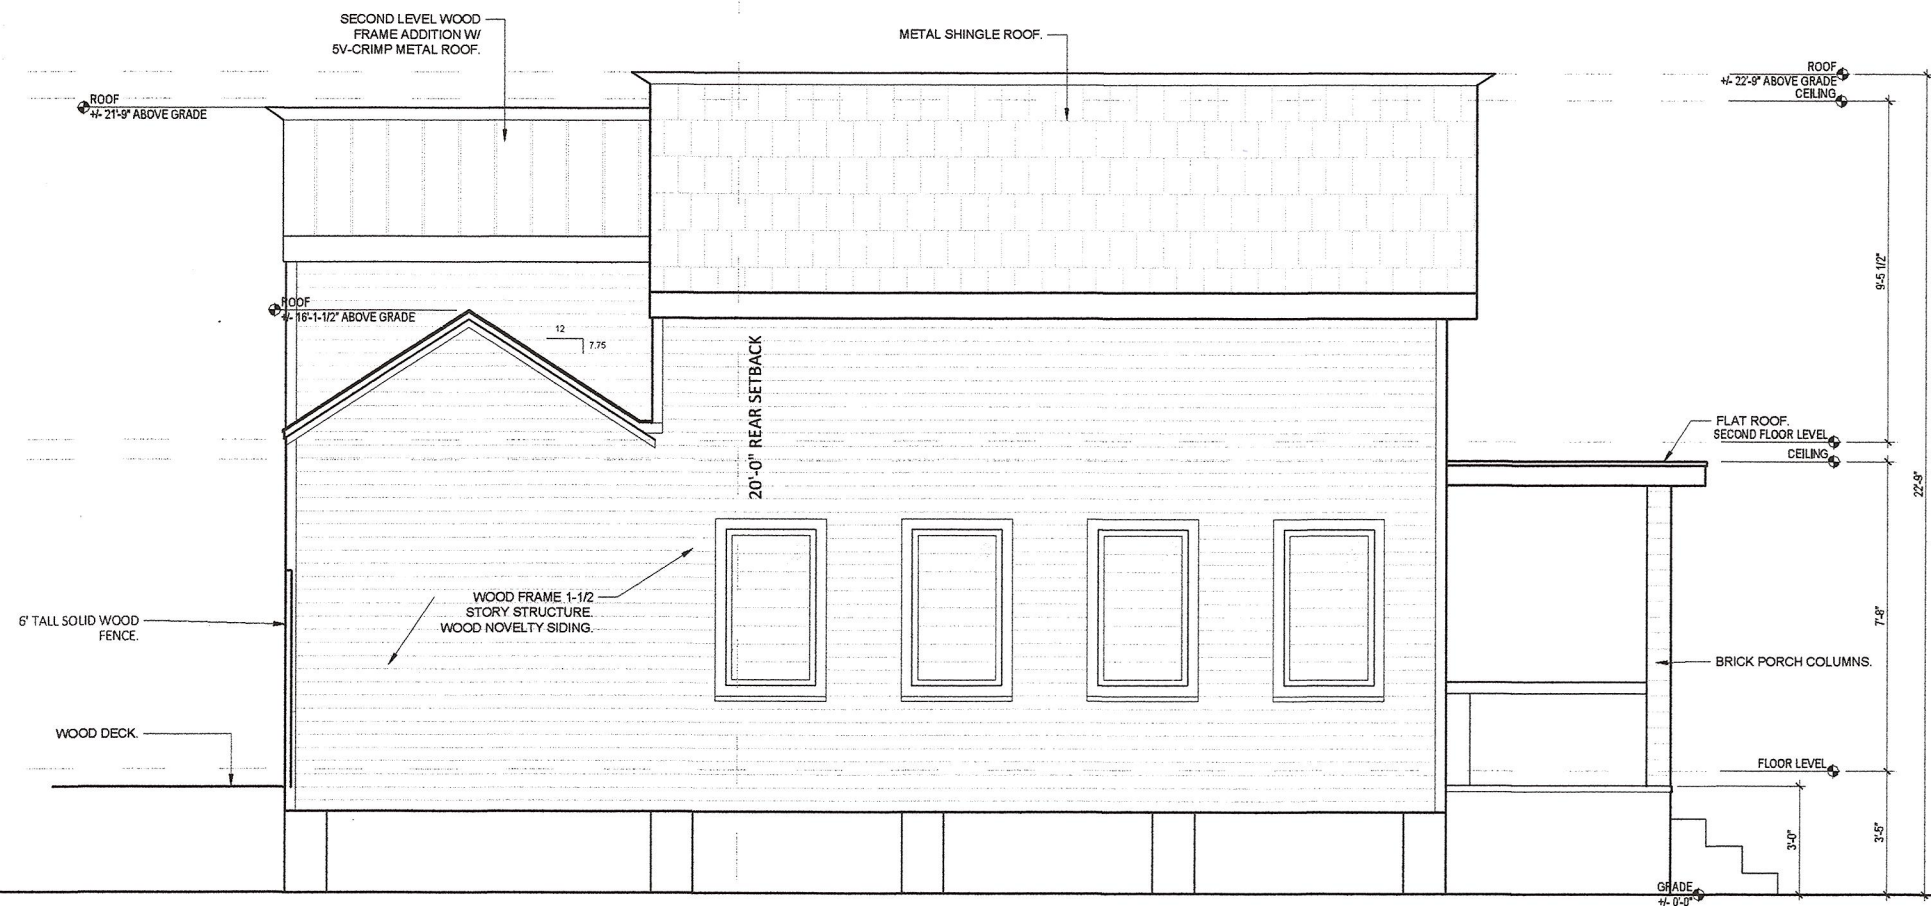 SECOND LEVEL WOOD
FRAME ADDITION W/
5V-CRIMP METAL ROOF.
METAL SHINGLE ROOF.
ROOF
+/- 22'-9" ABOVE GRADE
CEILING
ROOF
+/- 21'-9" ABOVE GRADE
ROOF
+/- 16'-1-1/2" ABOVE GRADE
12
7.75
20'-0" REAR SETBACK
9'-5 1/2"
22'-9"
FLAT ROOF.
SECOND FLOOR LEVEL
CEILING
WOOD FRAME 1-1/2
STORY STRUCTURE.
WOOD NOVELTY SIDING.
6' TALL SOLID WOOD
FENCE.
7'-8"
BRICK PORCH COLUMNS.
WOOD DECK.
FLOOR LEVEL
3'-0"
3'-5"
GRADE
+/- 0'-0"